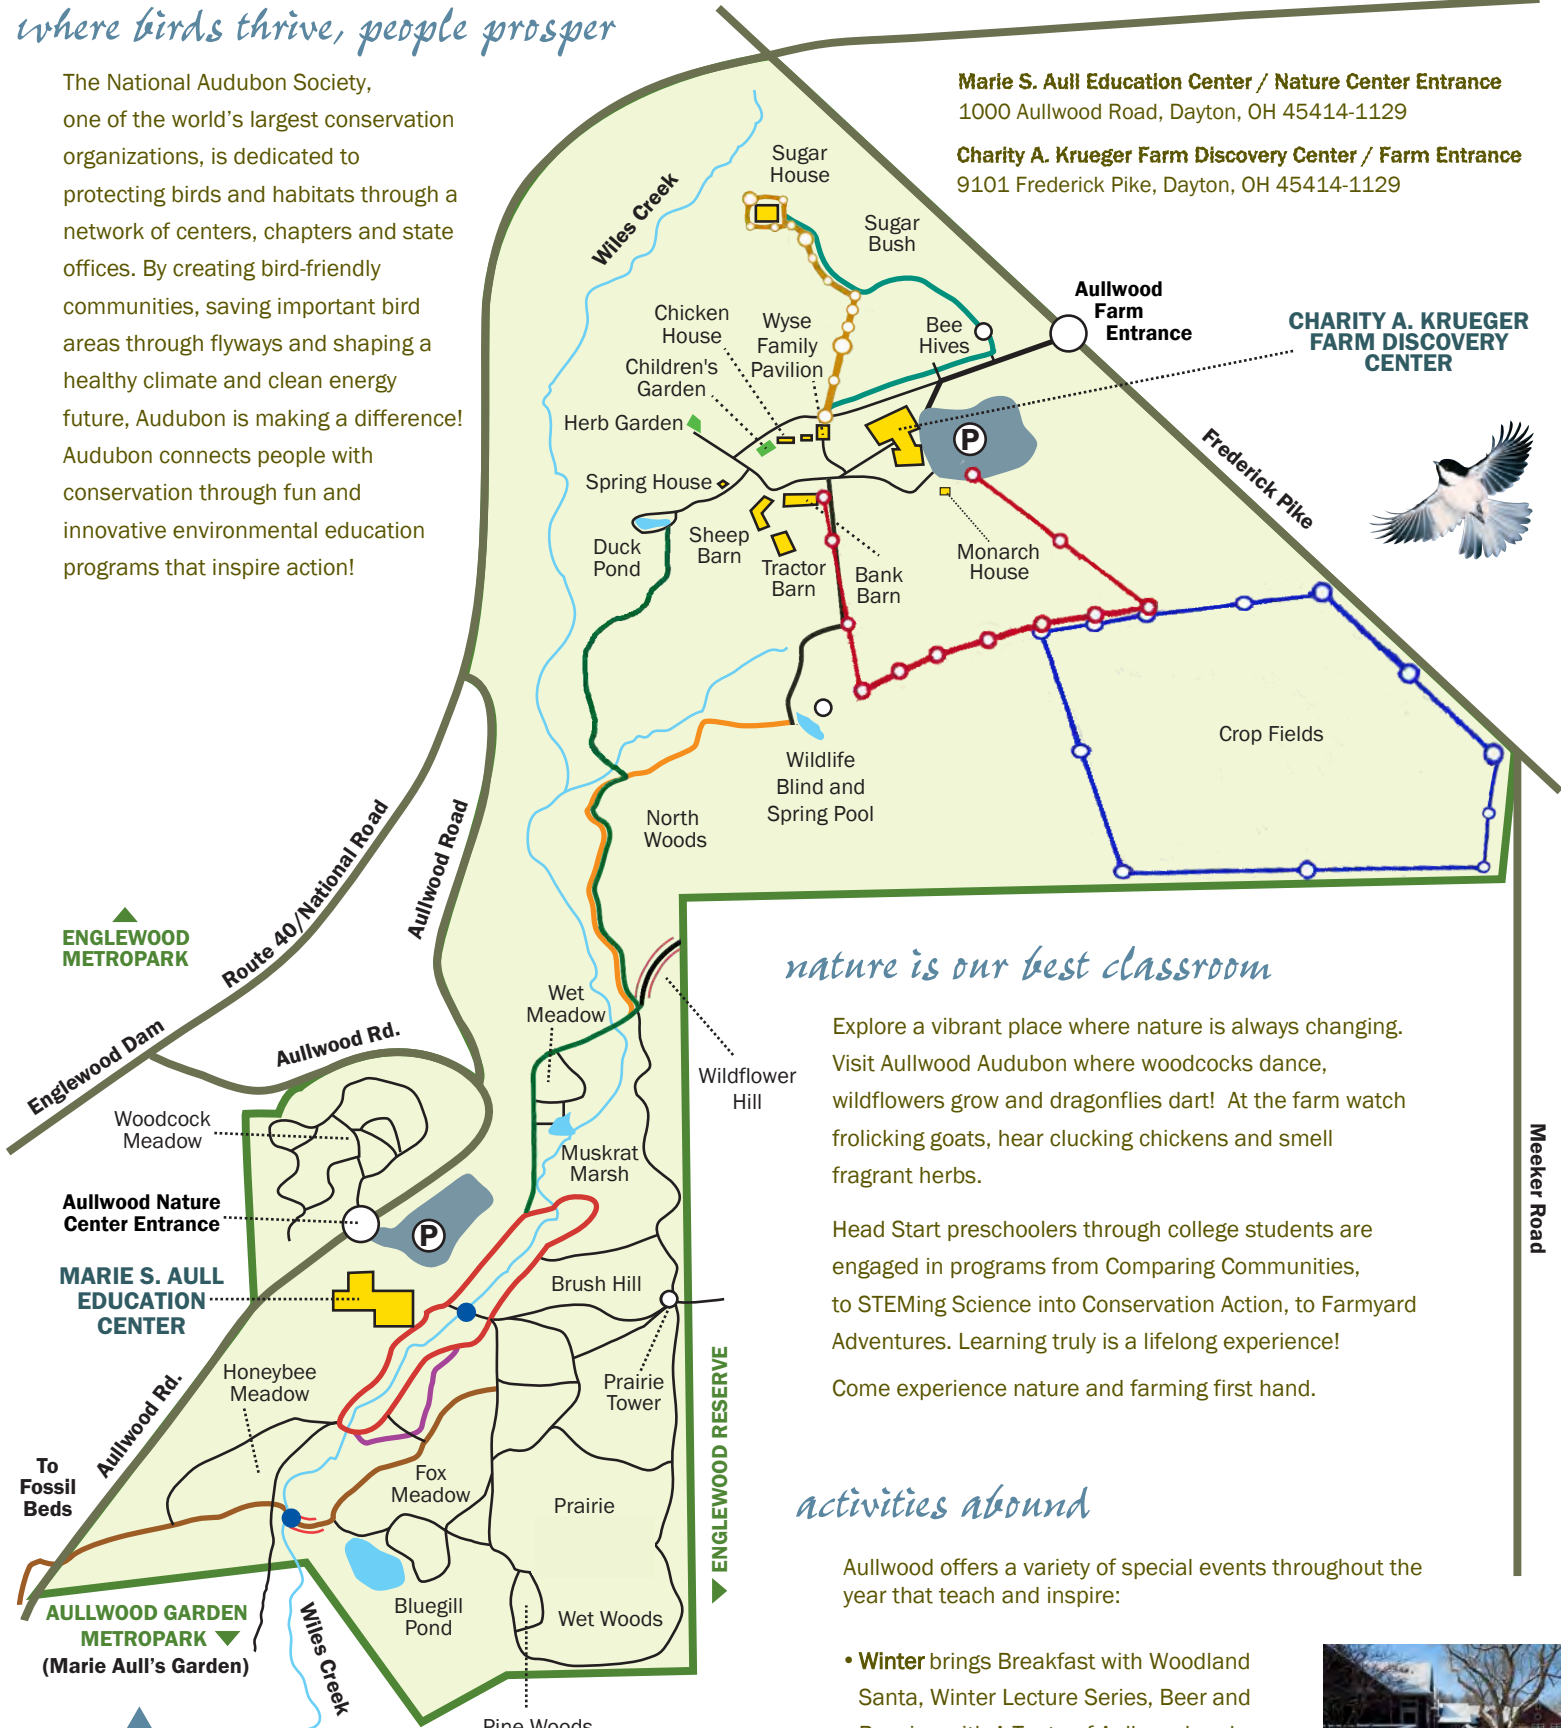 where birds thrive, people prosper
The National Audubon Society,
one of the world's largest conservation
organizations, is dedicated to
protecting birds and habitats through a
network of centers, chapters and state
offices. By creating bird-friendly
communities, saving important bird
areas through flyways and shaping a
healthy climate and clean energy
future, Audubon is making a difference!
Audubon connects people with
conservation through fun and
innovative environmental education
programs that inspire action!
Marie S. Aull Education Center / Nature Center Entrance
1000 Aullwood Road, Dayton, OH 45414-1129
Charity A. Krueger Farm Discovery Center / Farm Entrance
9101 Frederick Pike, Dayton, OH 45414-1129
Sugar
House
Wiles Creek
Sugar
Bush
Aullwood
Farm
Entrance
CHARITY A. KRUEGER
FARM DISCOVERY
CENTER
Chicken
House
Wyse
Family
Pavilion
Bee
Hives
Children's
Garden
Herb Garden
P
Frederick Pike
Spring House
Duck
Pond
Sheep
Barn
Tractor
Barn
Bank
Barn
Monarch
House
Crop Fields
Wildlife
Blind and
Spring Pool
North
Woods
Route 40/National Road
Aullwood Road
ENGLEWOOD
METROPARK
Englewood Dam
Aullwood Rd.
Wet
Meadow
Wildflower
Hill
Woodcock
Meadow
Muskrat
Marsh
Aullwood Nature
Center Entrance
P
MARIE S. AULL
EDUCATION
CENTER
Brush Hill
Honeybee
Meadow
Prairie
Tower
Aullwood Rd.
To
Fossil
Beds
Fox
Meadow
Prairie
ENGLEWOOD RESERVE
Meeker Road
AULLWOOD GARDEN
METROPARK
(Marie Aull's Garden)
Wiles Creek
Bluegill
Pond
Wet Woods
Pine Woods
nature is our best classroom
Explore a vibrant place where nature is always changing.
Visit Aullwood Audubon where woodcocks dance,
wildflowers grow and dragonflies dart! At the farm watch
frolicking goats, hear clucking chickens and smell
fragrant herbs.
Head Start preschoolers through college students are
engaged in programs from Comparing Communities,
to STEMing Science into Conservation Action, to Farmyard
Adventures. Learning truly is a lifelong experience!
Come experience nature and farming first hand.
activities abound
Aullwood offers a variety of special events throughout the
year that teach and inspire:
• Winter brings Breakfast with Woodland
Santa, Winter Lecture Series, Beer and